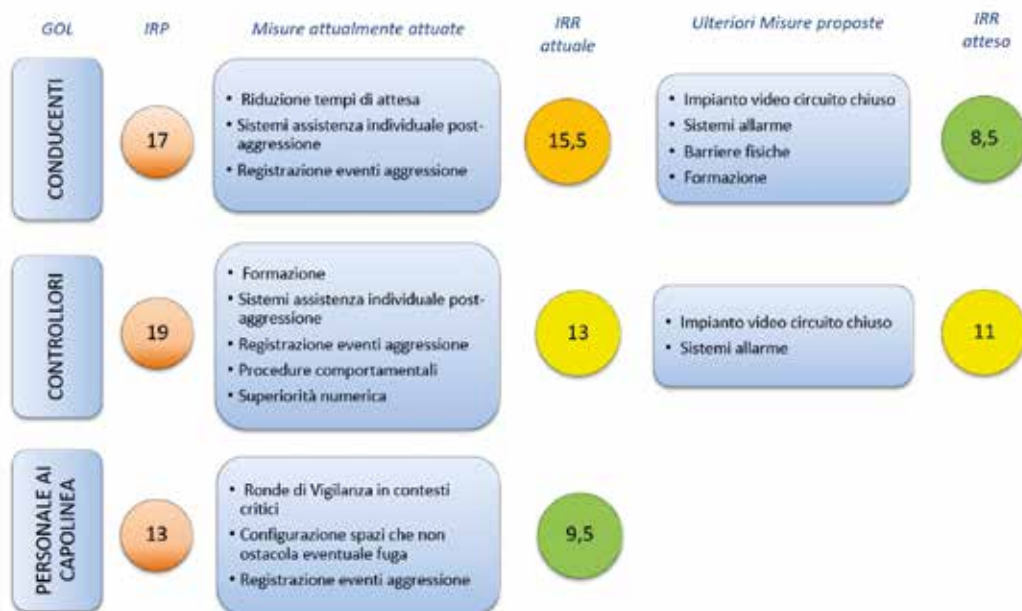 GOL
IRP
Misure attualmente attuate
IRR
attuale
Ulteriori Misure proposte
IRR
atteso
CONDUCENTI
17
• Riduzione tempi di attesa
• Sistemi assistenza individuale post-
aggressione
• Registrazione eventi aggressione
15,5
• Impianto video circuito chiuso
• Sistemi allarme
• Barriere fisiche
• Formazione
8,5
CONTROLLORI
19
• Formazione
• Sistemi assistenza individuale post-
aggressione
• Registrazione eventi aggressione
• Procedure comportamentali
• Superiorità numerica
13
• Impianto video circuito chiuso
• Sistemi allarme
11
PERSONALE AI
CAPOLINEA
13
• Ronde di Vigilanza in contesti
critici
• Configurazione spazi che non
ostacola eventuale fuga
• Registrazione eventi aggressione
9,5